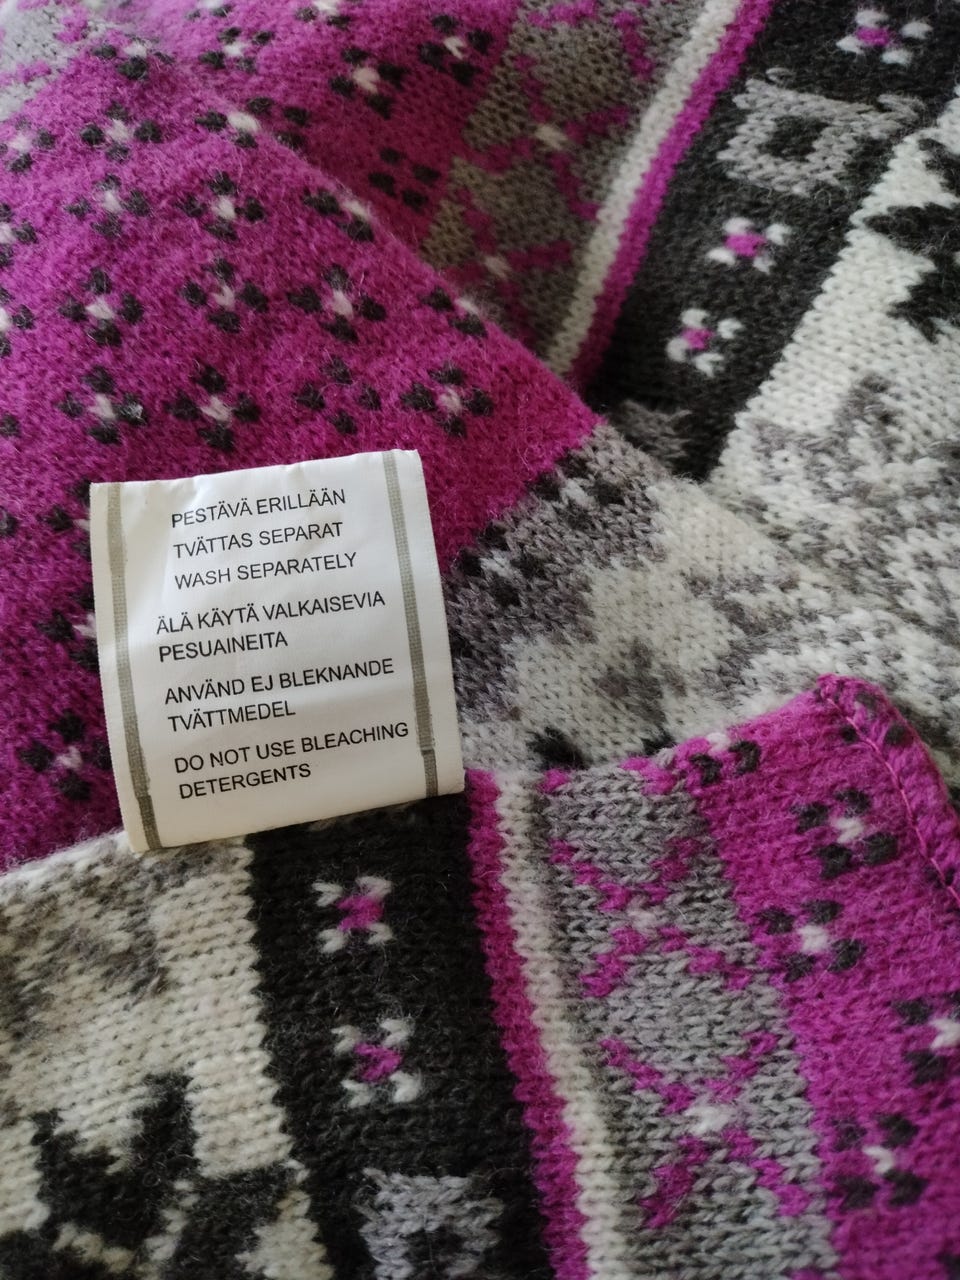 PESTÄVÄ ERILLÄÄN
TVÄTTAS SEPARAT
WASH SEPARATELY
ÄLÄ KÄYTÄ VALKAISEVIA
PESUAINEITA
ANVÄND EJ BLEKNANDE
TVÄTTMEDEL
DO NOT USE BLEACHING
DETERGENTS